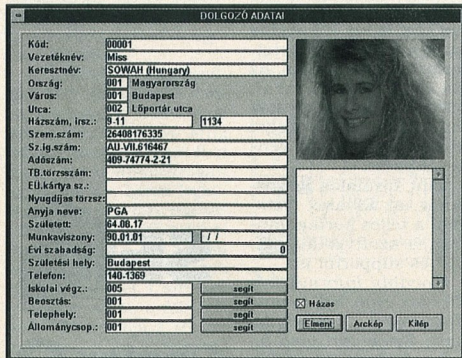 DOLGOZÓ ADATAI
Kód: 00001
Vezetéknév: Miss
Keresztnév: SOWAH (Hungary)
Ország: 001 Magyarország
Város: 001 Budapest
Utca: 002 Lőportár utca
Házszám, irsz.: 9-11 1134
Szem.szám: 26408176335
Sz.ig.szám: AU-VII.616467
Adószám: 409-74774-2-21
TB.törzsszám:
EÜ.kártya sz.:
Nyugdíjas törzsz:
Anyja neve: PGA
Született: 64.08.17
Munkaviszony: 90.01.01 / /
Évi szabadság: 0
Születési hely: Budapest
Telefon: 140-1369
Iskolai végz.: 005 segít
Beosztás: 001 segít
Telephely: 001 segít
Állománycsop.: 001 segít
Házas
Elment Arckép Kilép